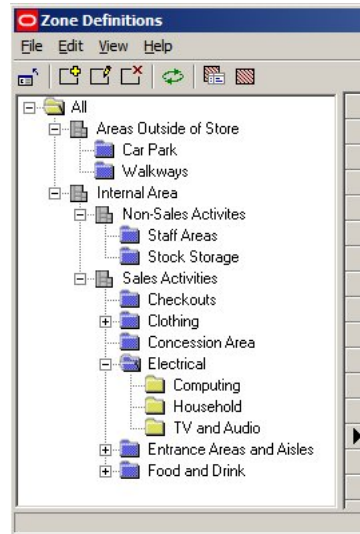 Zone Definitions
File Edit View Help
All
Areas Outside of Store
Car Park
Walkways
Internal Area
Non-Sales Activites
Staff Areas
Stock Storage
Sales Activities
Checkouts
Clothing
Concession Area
Electrical
Computing
Household
TV and Audio
Entrance Areas and Aisles
Food and Drink